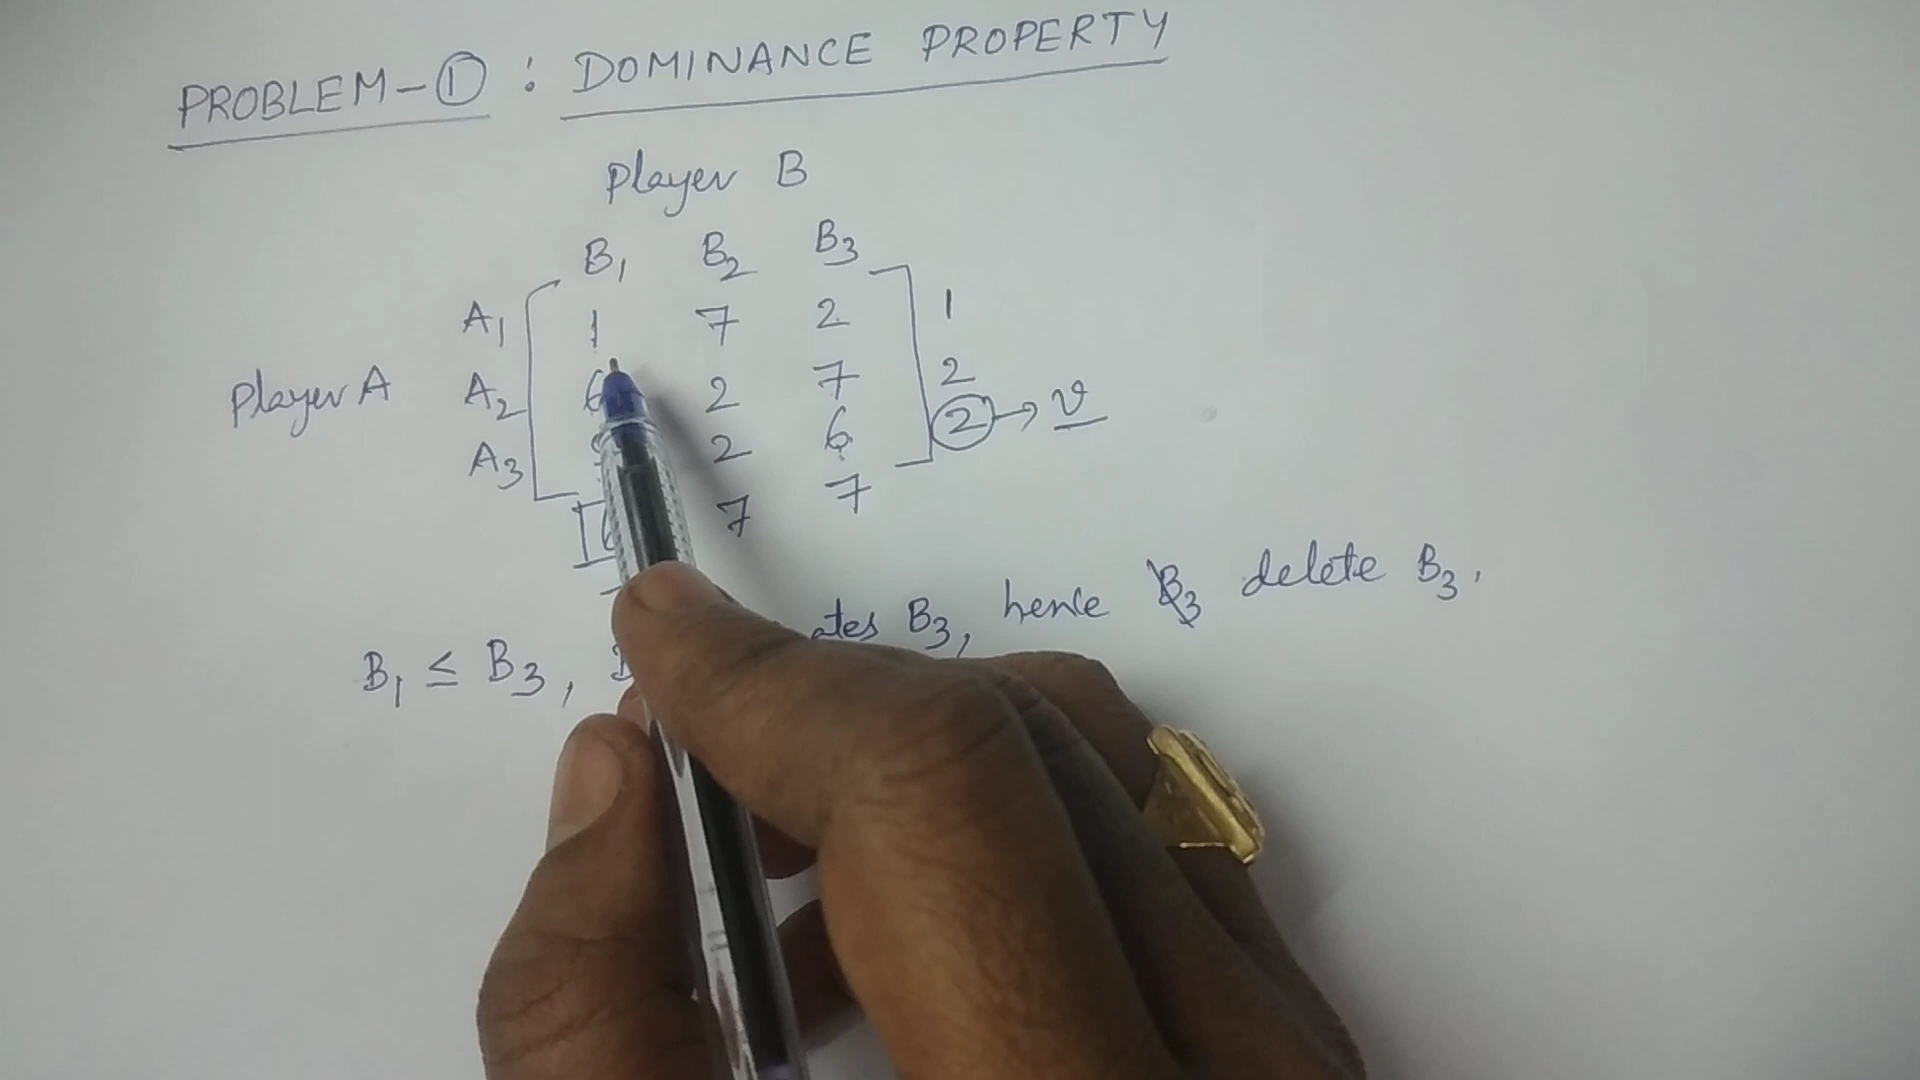 PROBLEM-① : DOMINANCE PROPERTY
Player B
B₁ B₂ B₃
A₁ 1 7 2 1
Player A A₂ 6 2 7 2
A₃ 2 6 ② → v
7 7
B₁ ≤ B₃, B₃, hence delete B₃.